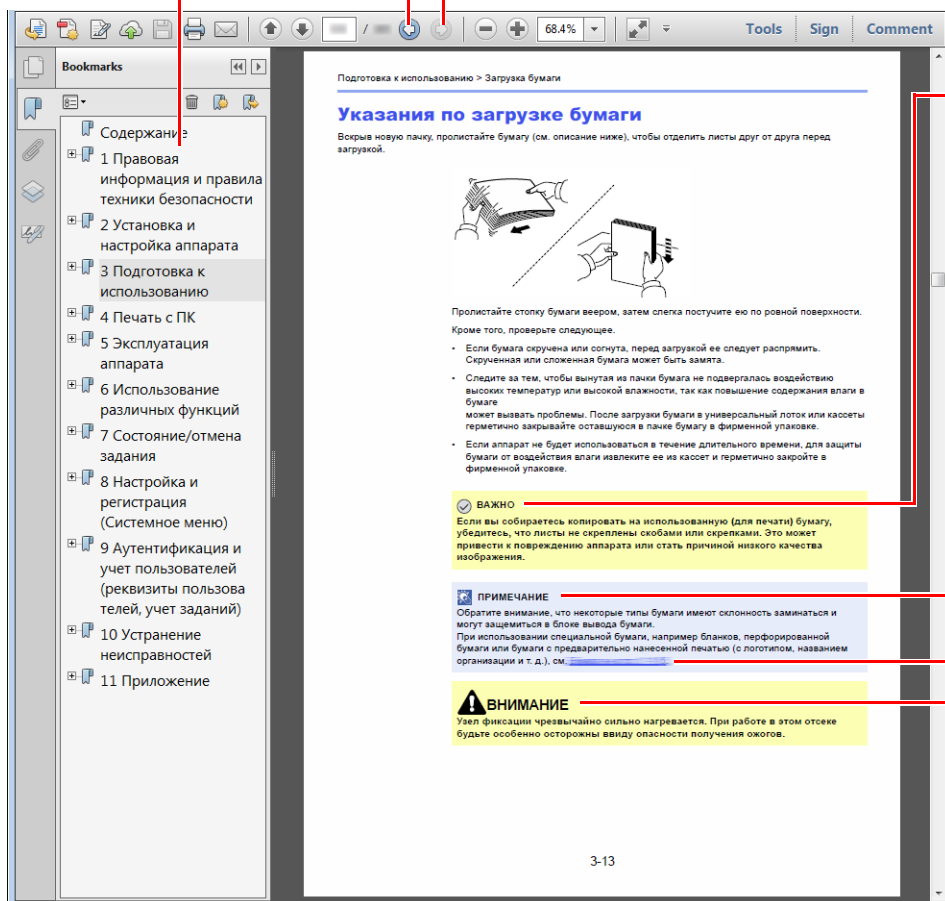 /
68.4%
Tools
Sign
Comment
Bookmarks
Содержание
1 Правовая
информация и правила
техники безопасности
2 Установка и
настройка аппарата
3 Подготовка к
использованию
4 Печать с ПК
5 Эксплуатация
аппарата
6 Использование
различных функций
7 Состояние/отмена
задания
8 Настройка и
регистрация
(Системное меню)
9 Аутентификация и
учет пользователей
(реквизиты пользова
телей, учет заданий)
10 Устранение
неисправностей
11 Приложение
Подготовка к использованию > Загрузка бумаги
Указания по загрузке бумаги
Вскрыв новую пачку, пролистайте бумагу (см. описание ниже), чтобы отделить листы друг от друга перед
загрузкой.
Пролистайте стопку бумаги веером, затем слегка постучите ею по ровной поверхности.
Кроме того, проверьте следующее.
• Если бумага скручена или согнута, перед загрузкой ее следует распрямить.
Скрученная или сложенная бумага может быть замята.
• Следите за тем, чтобы вынутая из пачки бумага не подвергалась воздействию
высоких температур или высокой влажности, так как повышение содержания влаги в
бумаге
может вызвать проблемы. После загрузки бумаги в универсальный лоток или кассеты
герметично закрывайте оставшуюся в пачке бумагу в фирменной упаковке.
• Если аппарат не будет использоваться в течение длительного времени, для защиты
бумаги от воздействия влаги извлеките ее из кассет и герметично закройте в
фирменной упаковке.
ВАЖНО
Если вы собираетесь копировать на использованную (для печати) бумагу,
убедитесь, что листы не скреплены скобами или скрепками. Это может
привести к повреждению аппарата или стать причиной низкого качества
изображения.
ПРИМЕЧАНИЕ
Обратите внимание, что некоторые типы бумаги имеют склонность заминаться и
могут защемиться в блоке вывода бумаги.
При использовании специальной бумаги, например бланков, перфорированной
бумаги или бумаги с предварительно нанесенной печатью (с логотипом, названием
организации и т. д.), см.
ВНИМАНИЕ
Узел фиксации чрезвычайно сильно нагревается. При работе в этом отсеке
будьте особенно осторожны ввиду опасности получения ожогов.
3-13